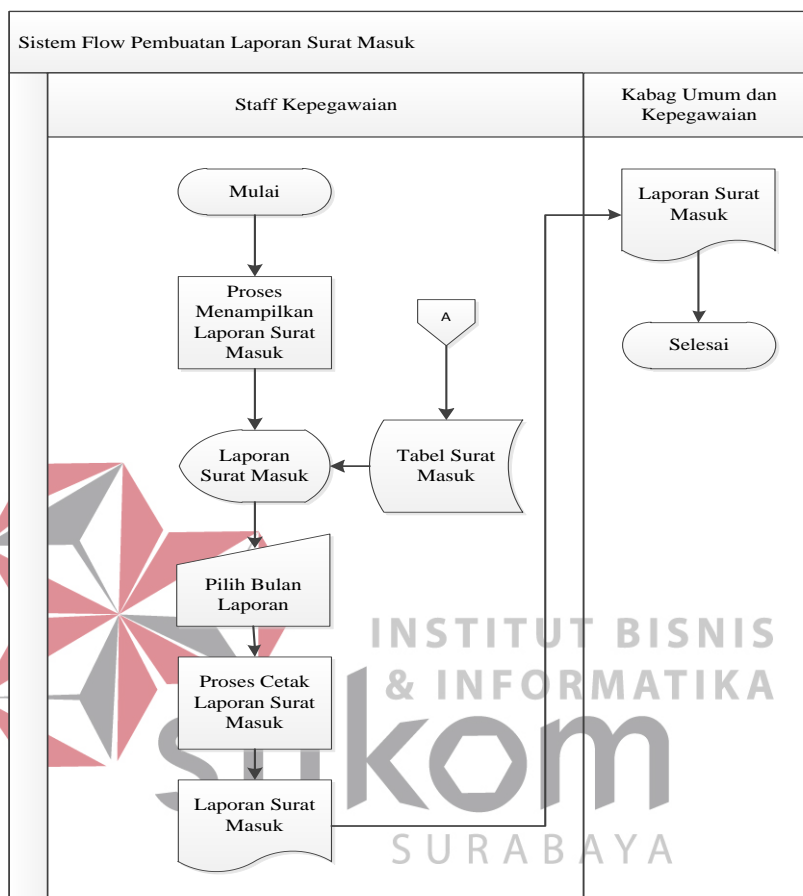 Sistem Flow Pembuatan Laporan Surat Masuk
Staff Kepegawaian
Kabag Umum dan
Kepegawaian
Mulai
Proses
Menampilkan
Laporan Surat
Masuk
A
Laporan
Surat Masuk
Tabel Surat
Masuk
Pilih Bulan
Laporan
Proses Cetak
Laporan Surat
Masuk
Laporan Surat
Masuk
Laporan Surat
Masuk
Selesai
INSTITUT BISNIS
& INFORMATIKA
stikom
SURABAYA